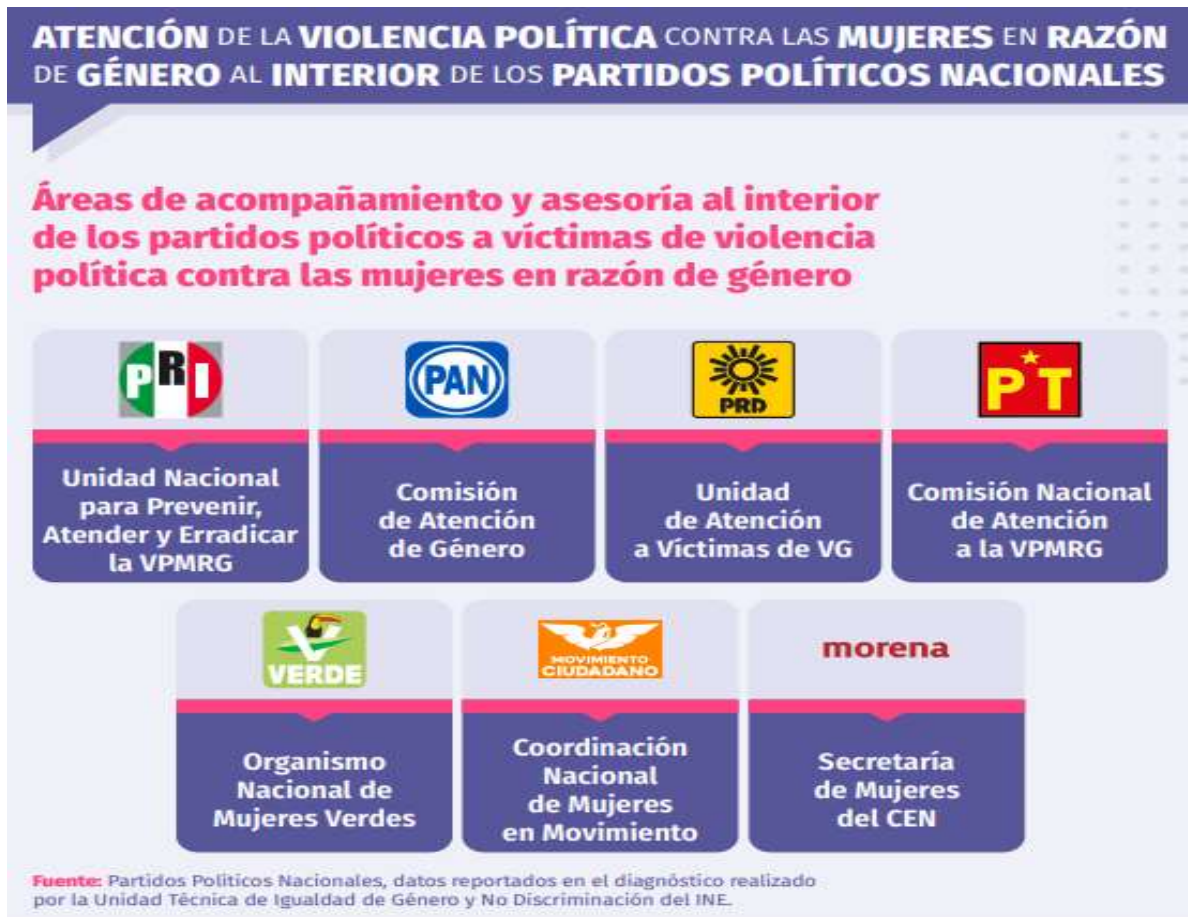 ATENCIÓN DE LA VIOLENCIA POLÍTICA CONTRA LAS MUJERES EN RAZÓN
DE GÉNERO AL INTERIOR DE LOS PARTIDOS POLÍTICOS NACIONALES
Áreas de acompañamiento y asesoría al interior
de los partidos políticos a víctimas de violencia
política contra las mujeres en razón de género
PRI
Unidad Nacional
para Prevenir,
Atender y Erradicar
la VPMRG
PAN
Comisión
de Atención
de Género
PRD
Unidad
de Atención
a Víctimas de VG
PT
Comisión Nacional
de Atención
a la VPMRG
VERDE
Organismo
Nacional de
Mujeres Verdes
MOVIMIENTO
CIUDADANO
Coordinación
Nacional
de Mujeres
en Movimiento
morena
Secretaría
de Mujeres
del CEN
Fuente: Partidos Políticos Nacionales, datos reportados en el diagnóstico realizado
por la Unidad Técnica de Igualdad de Género y No Discriminación del INE.